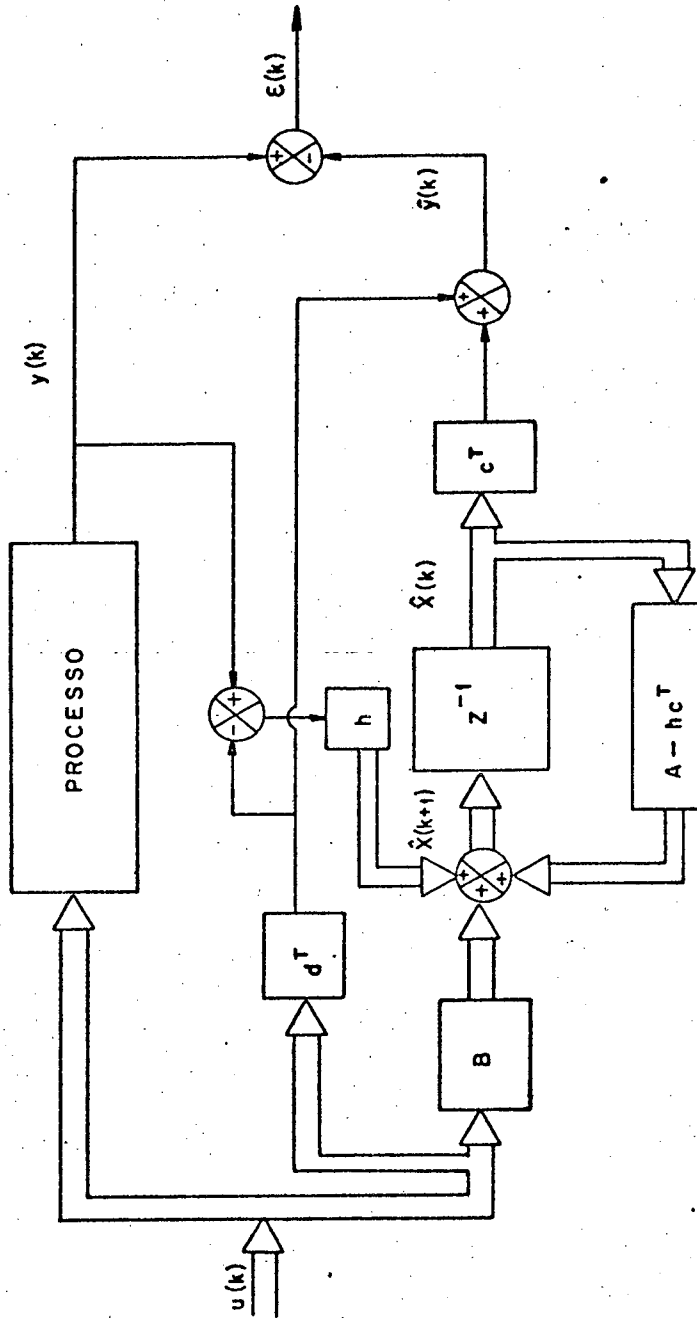 u(k)
PROCESSO
y(k)
ε(k)
+
-
ŷ(k)
-
+
dᵀ
h
+
+
B
x̂(k+1)
+
+
+
z⁻¹
x̂(k)
cᵀ
A - hcᵀ